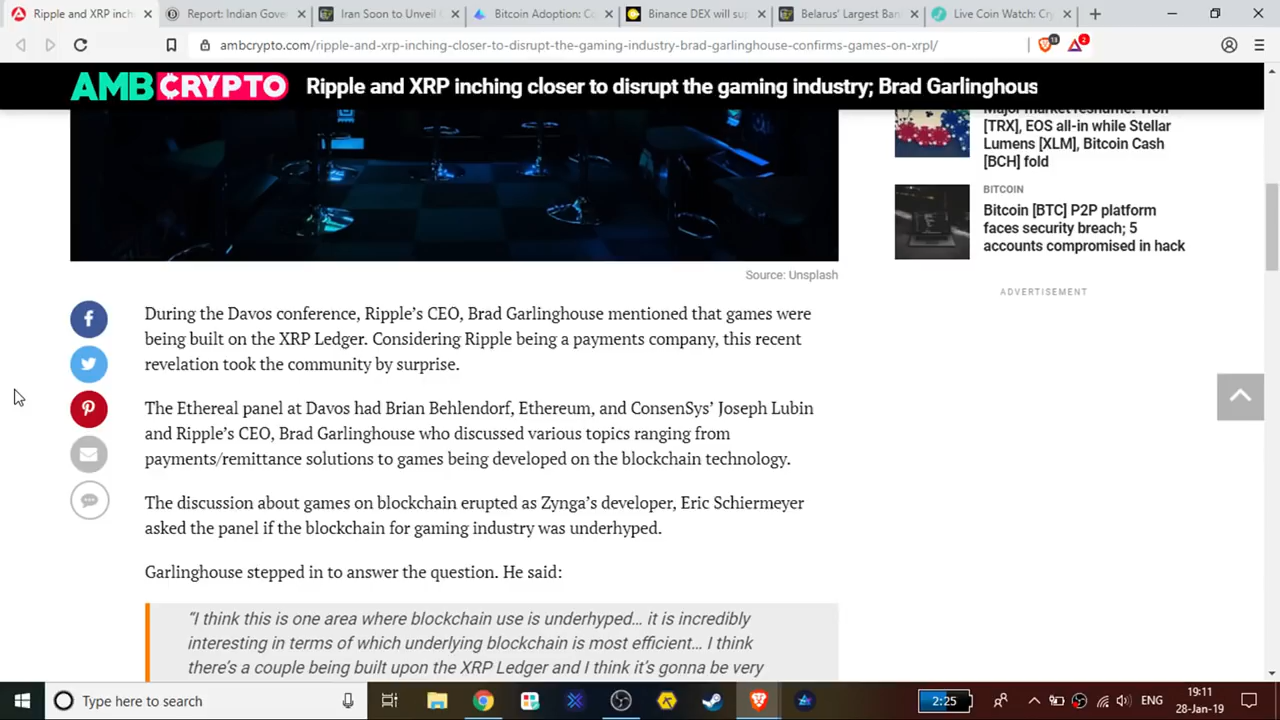 Ripple and XRP inch
Report: Indian Gove
Iran Soon to Unveil
Bitcoin Adoption: Co
Binance DEX will sup
Belarus' Largest Ban
Live Coin Watch: Cry
ambcrypto.com/ripple-and-xrp-inching-closer-to-disrupt-the-gaming-industry-brad-garlinghouse-confirms-games-on-xrpl/
13
2
AMBCRYPTO
Ripple and XRP inching closer to disrupt the gaming industry; Brad Garlinghous
Major market reshuffle: Tron
[TRX], EOS all-in while Stellar
Lumens [XLM], Bitcoin Cash
[BCH] fold
BITCOIN
Bitcoin [BTC] P2P platform
faces security breach; 5
accounts compromised in hack
Source: Unsplash
ADVERTISEMENT
During the Davos conference, Ripple's CEO, Brad Garlinghouse mentioned that games were
being built on the XRP Ledger. Considering Ripple being a payments company, this recent
revelation took the community by surprise.
The Ethereal panel at Davos had Brian Behlendorf, Ethereum, and ConsenSys' Joseph Lubin
and Ripple's CEO, Brad Garlinghouse who discussed various topics ranging from
payments/remittance solutions to games being developed on the blockchain technology.
The discussion about games on blockchain erupted as Zynga's developer, Eric Schiermeyer
asked the panel if the blockchain for gaming industry was underhyped.
Garlinghouse stepped in to answer the question. He said:
“I think this is one area where blockchain use is underhyped… it is incredibly
interesting in terms of which underlying blockchain is most efficient… I think
there's a couple being built upon the XRP Ledger and I think it's gonna be very
Type here to search
2:25
ENG
19:11
28-Jan-19